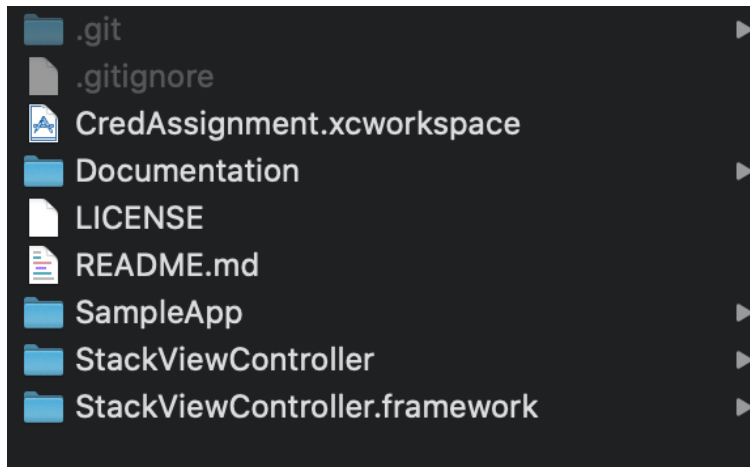 .git
.gitignore
CredAssignment.xcworkspace
Documentation
LICENSE
README.md
SampleApp
StackViewController
StackViewController.framework